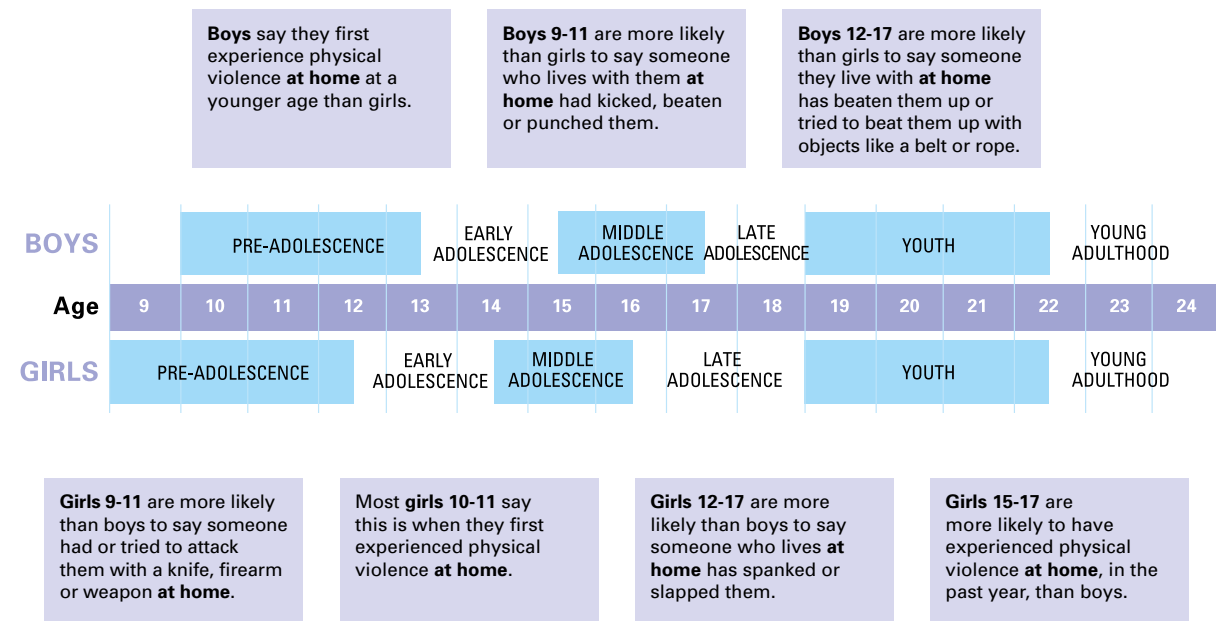 Boys say they first
experience physical
violence at home at a
younger age than girls.
Boys 9-11 are more likely
than girls to say someone
who lives with them at
home had kicked, beaten
or punched them.
Boys 12-17 are more likely
than girls to say someone
they live with at home
has beaten them up or
tried to beat them up with
objects like a belt or rope.
BOYS
PRE-ADOLESCENCE
EARLY
ADOLESCENCE
MIDDLE
ADOLESCENCE
LATE
ADOLESCENCE
YOUTH
YOUNG
ADULTHOOD
Age 9 10 11 12 13 14 15 16 17 18 19 20 21 22 23 24
GIRLS
PRE-ADOLESCENCE
EARLY
ADOLESCENCE
MIDDLE
ADOLESCENCE
LATE
ADOLESCENCE
YOUTH
YOUNG
ADULTHOOD
Girls 9-11 are more likely
than boys to say someone
had or tried to attack
them with a knife, firearm
or weapon at home.
Most girls 10-11 say
this is when they first
experienced physical
violence at home.
Girls 12-17 are more
likely than boys to say
someone who lives at
home has spanked or
slapped them.
Girls 15-17 are
more likely to have
experienced physical
violence at home, in the
past year, than boys.